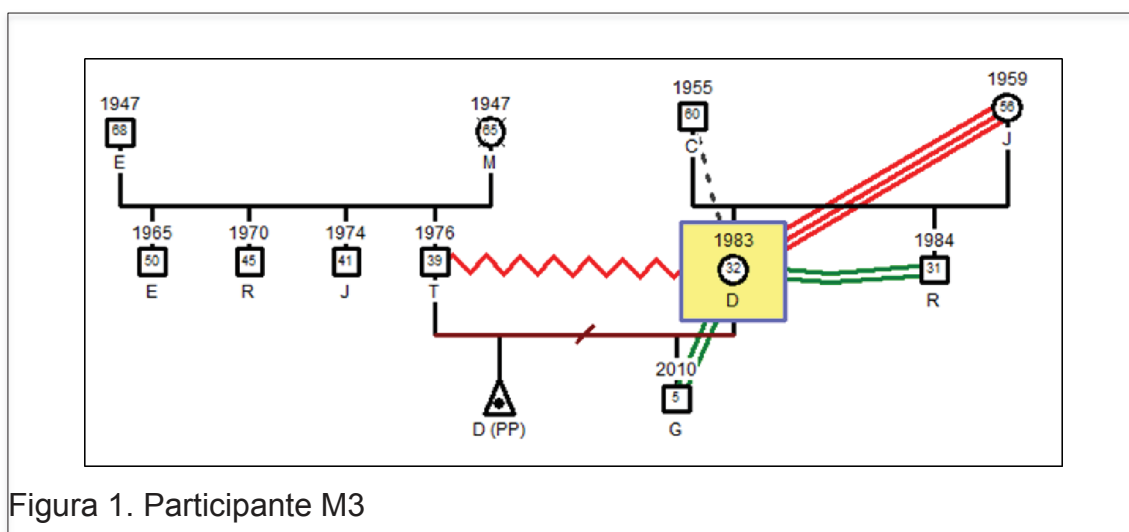 1947 1947 1955 1959
68 65 60 56
E M C J
1965 1970 1974 1976 1983 1984
50 45 41 39 32 31
E R J T D R
2010
5
D (PP) G
Figura 1. Participante M3